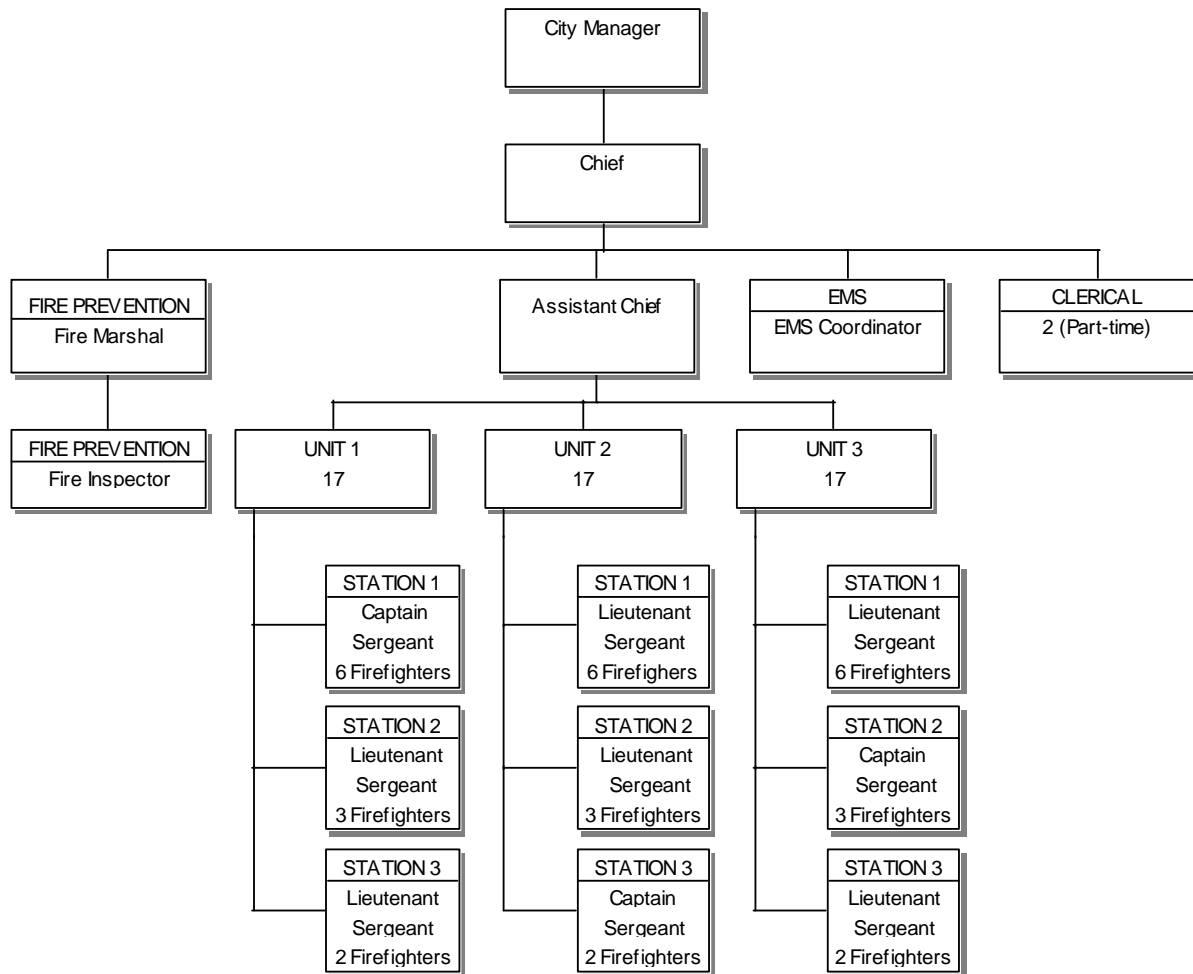 City Manager
Chief
FIRE PREVENTION
Fire Marshal
Assistant Chief
EMS
EMS Coordinator
CLERICAL
2 (Part-time)
FIRE PREVENTION
Fire Inspector
UNIT 1
17
UNIT 2
17
UNIT 3
17
STATION 1
Captain
Sergeant
6 Firefighters
STATION 2
Lieutenant
Sergeant
3 Firefighters
STATION 3
Lieutenant
Sergeant
2 Firefighters
STATION 1
Lieutenant
Sergeant
6 Firefighers
STATION 2
Lieutenant
Sergeant
3 Firefighters
STATION 3
Captain
Sergeant
2 Firefighters
STATION 1
Lieutenant
Sergeant
6 Firefighters
STATION 2
Captain
Sergeant
3 Firefighters
STATION 3
Lieutenant
Sergeant
2 Firefighters